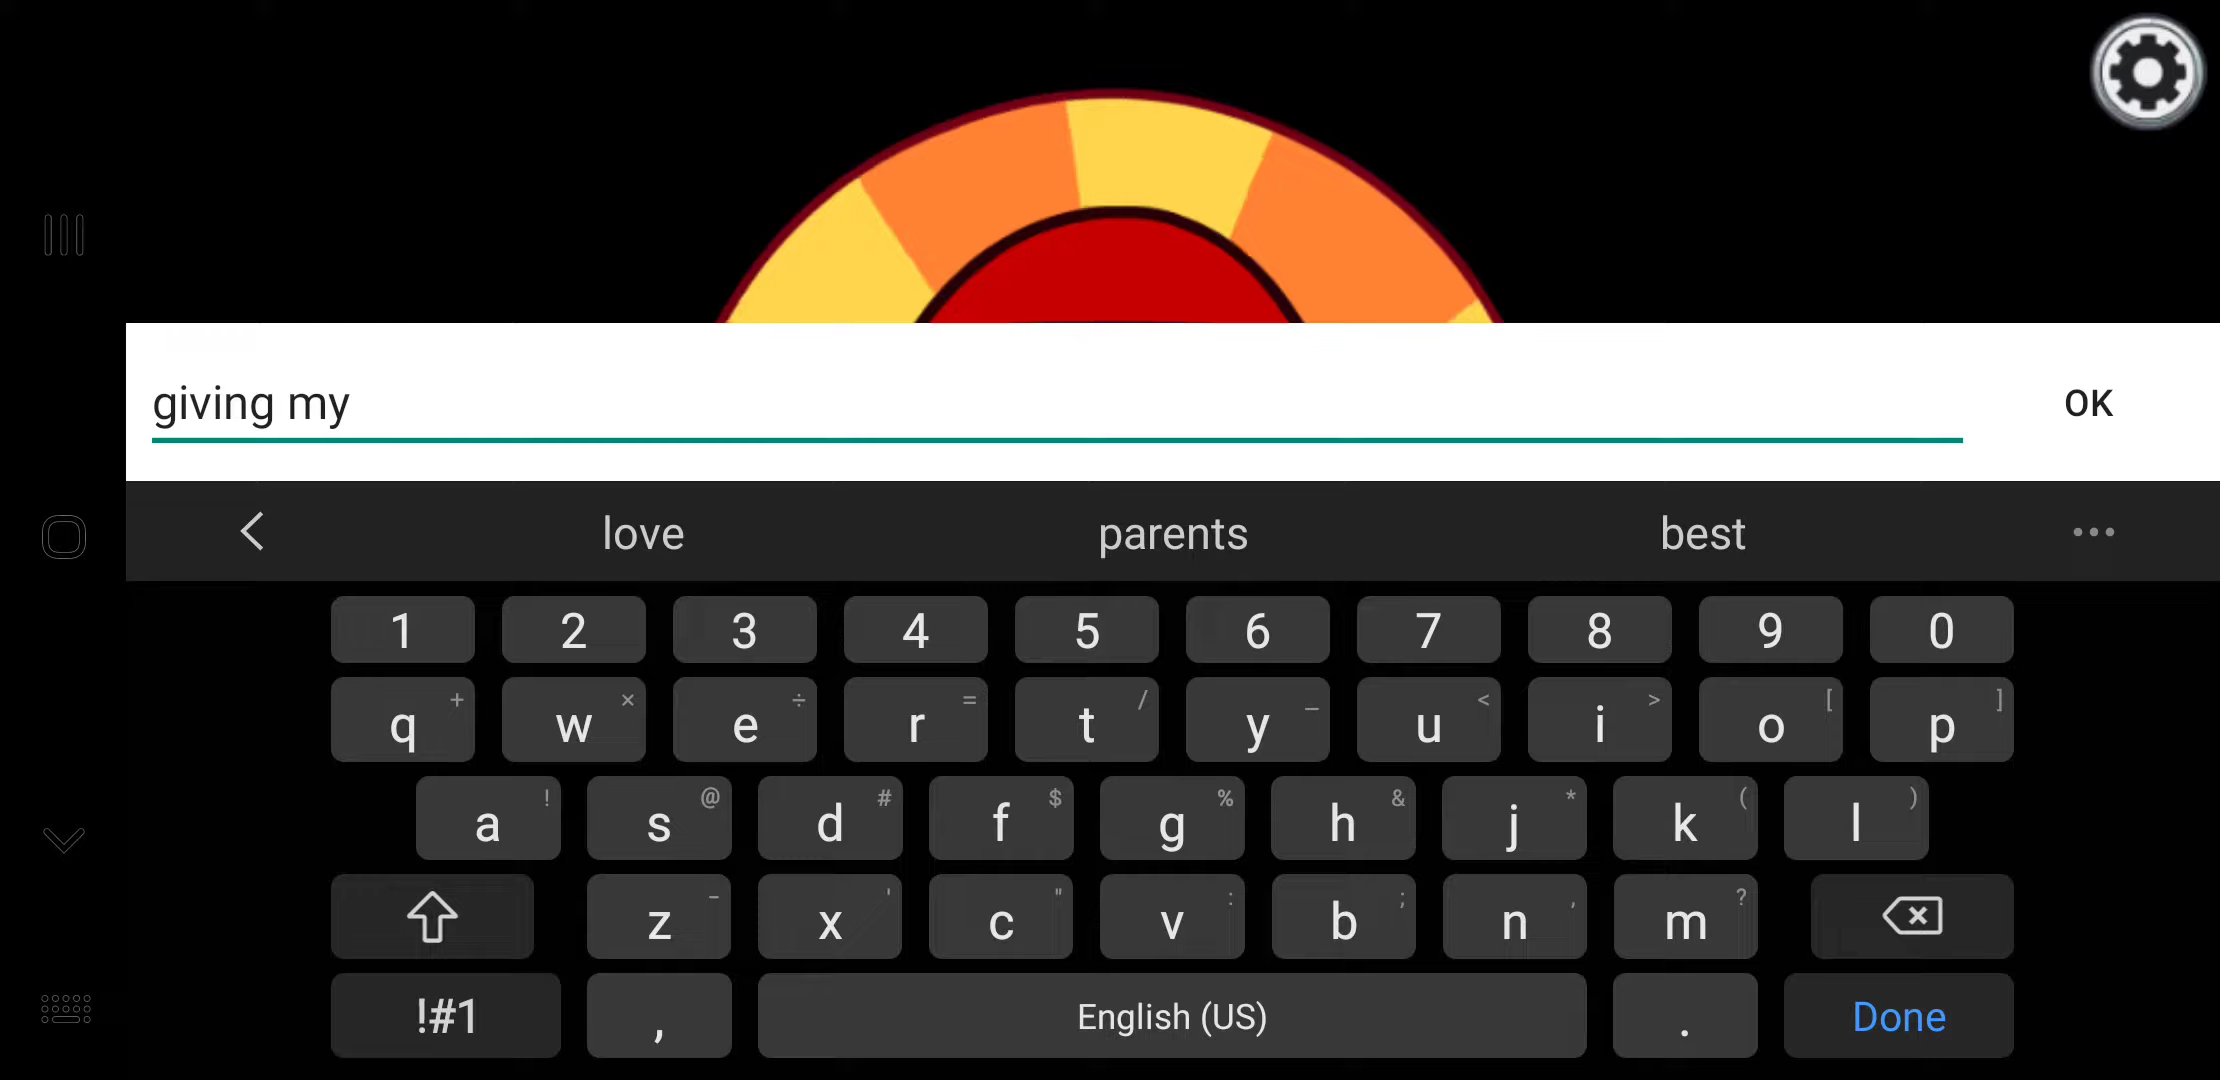 giving my
OK
love parents best
1 2 3 4 5 6 7 8 9 0
q + w × e ÷ r = t / y _ u < i > o [ p ]
a ! s @ d # f $ g % h & j * k ( l )
z - x ' c " v : b ; n , m ?
!#1 , English (US) . Done